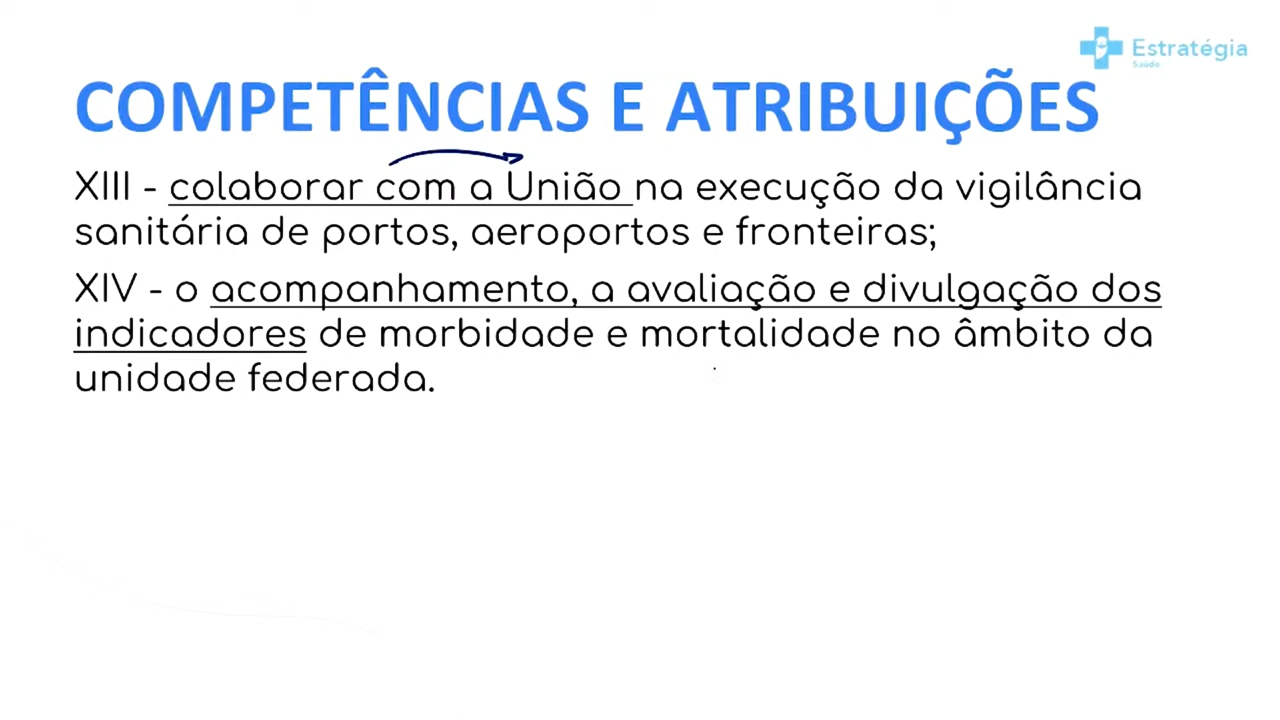 Estratégia
Saúde
COMPETÊNCIAS E ATRIBUIÇÕES
XIII - colaborar com a União na execução da vigilância
sanitária de portos, aeroportos e fronteiras;
XIV - o acompanhamento, a avaliação e divulgação dos
indicadores de morbidade e mortalidade no âmbito da
unidade federada.